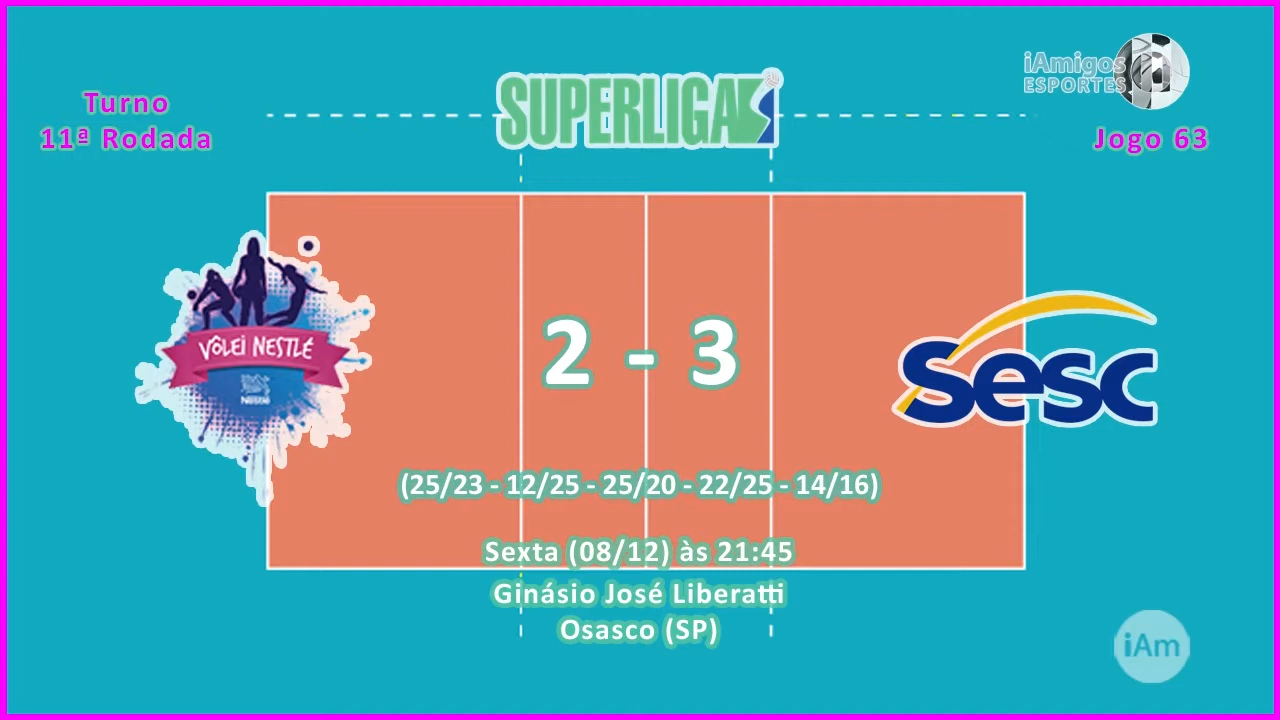 iAmigos
ESPORTES
Turno
11ª Rodada
SUPERLIGA
Jogo 63
VÔLEI NESTLÉ
Nestlé
2 - 3
sesc
(25/23 - 12/25 - 25/20 - 22/25 - 14/16)
Sexta (08/12) às 21:45
Ginásio José Liberatti
Osasco (SP)
iAm